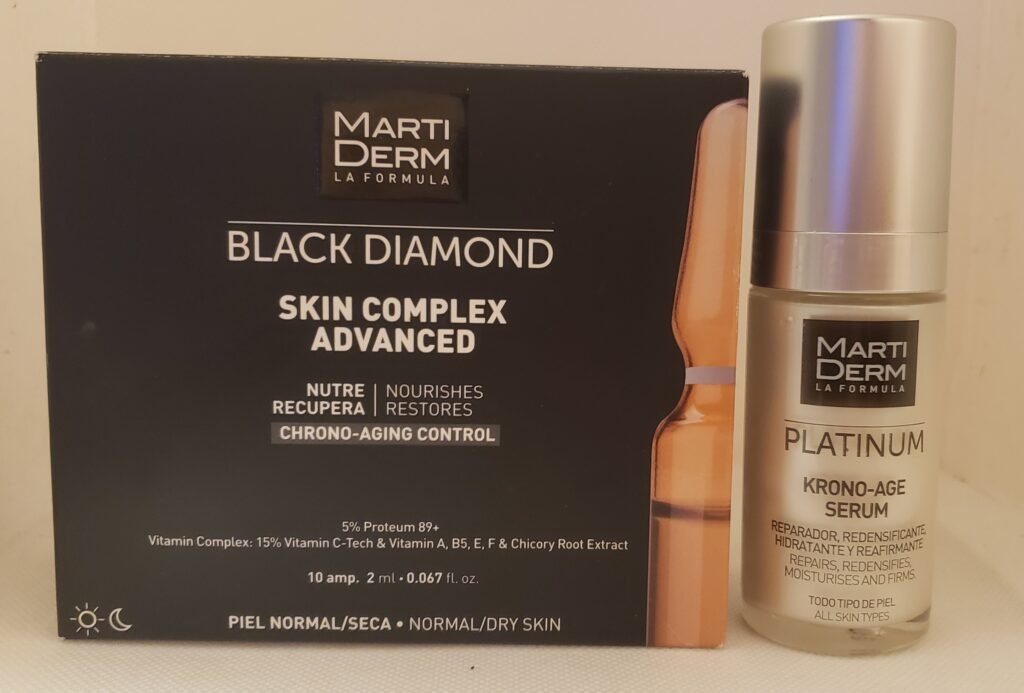 MARTI
DERM
LA FORMULA
BLACK DIAMOND
SKIN COMPLEX
ADVANCED
NUTRE | NOURISHES
RECUPERA | RESTORES
CHRONO-AGING CONTROL
5% Proteum 89+
Vitamin Complex: 15% Vitamin C-Tech & Vitamin A, B5, E, F & Chicory Root Extract
10 amp. 2 ml • 0.067 fl. oz.
PIEL NORMAL/SECA • NORMAL/DRY SKIN
MARTI
DERM
LA FORMULA
PLATINUM
KRONO-AGE
SERUM
REPARADOR, REDENSIFICANTE,
HIDRATANTE Y REAFIRMANTE
REPAIRS, REDENSIFIES,
MOISTURISES AND FIRMS.
TODO TIPO DE PIEL
ALL SKIN TYPES